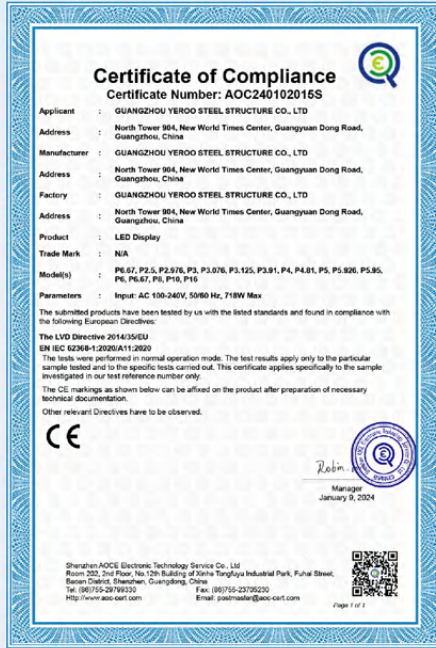 Certificate of Compliance
Certificate Number: AOC240102015S
Applicant : GUANGZHOU YEROO STEEL STRUCTURE CO., LTD
Address : North Tower 904, New World Times Center, Guangyuan Dong Road,
Guangzhou, China
Manufacturer : GUANGZHOU YEROO STEEL STRUCTURE CO., LTD
Address : North Tower 904, New World Times Center, Guangyuan Dong Road,
Guangzhou, China
Factory : GUANGZHOU YEROO STEEL STRUCTURE CO., LTD
Address : North Tower 904, New World Times Center, Guangyuan Dong Road,
Guangzhou, China
Product : LED Display
Trade Mark : N/A
Model(s) : P0.67, P2.5, P2.976, P3, P3.076, P3.125, P3.91, P4, P4.81, P5, P5.926, P5.95,
P6, P6.67, P8, P10, P16
Parameters : Input: AC 100-240V, 50/60 Hz, 718W Max
The submitted products have been tested by us with the listed standards and found in compliance with
the following European Directives:
The LVD Directive 2014/35/EU
EN IEC 62368-1:2020/A11:2020
The tests were performed in normal operation mode. The test results apply only to the particular
sample tested and to the specific tests carried out. This certificate applies specifically to the sample
investigated in our test reference number only.
The CE markings as shown below can be affixed on the product after preparation of necessary
technical documentation.
Other relevant Directives have to be observed.
CE
Robin
Manager
January 9, 2024
Shenzhen AOCE Electronic Technology Service Co., Ltd
Room 202, 2nd Floor, No.12th Building of Xinhe Tongfuyu Industrial Park, Fuhai Street,
Baoan District, Shenzhen, Guangdong, China
Tel: (86)755-29799330 Fax: (86)755-23705230
Http://www.aoc-cert.com Email: postmaster@aoc-cert.com
Page 1 of 1